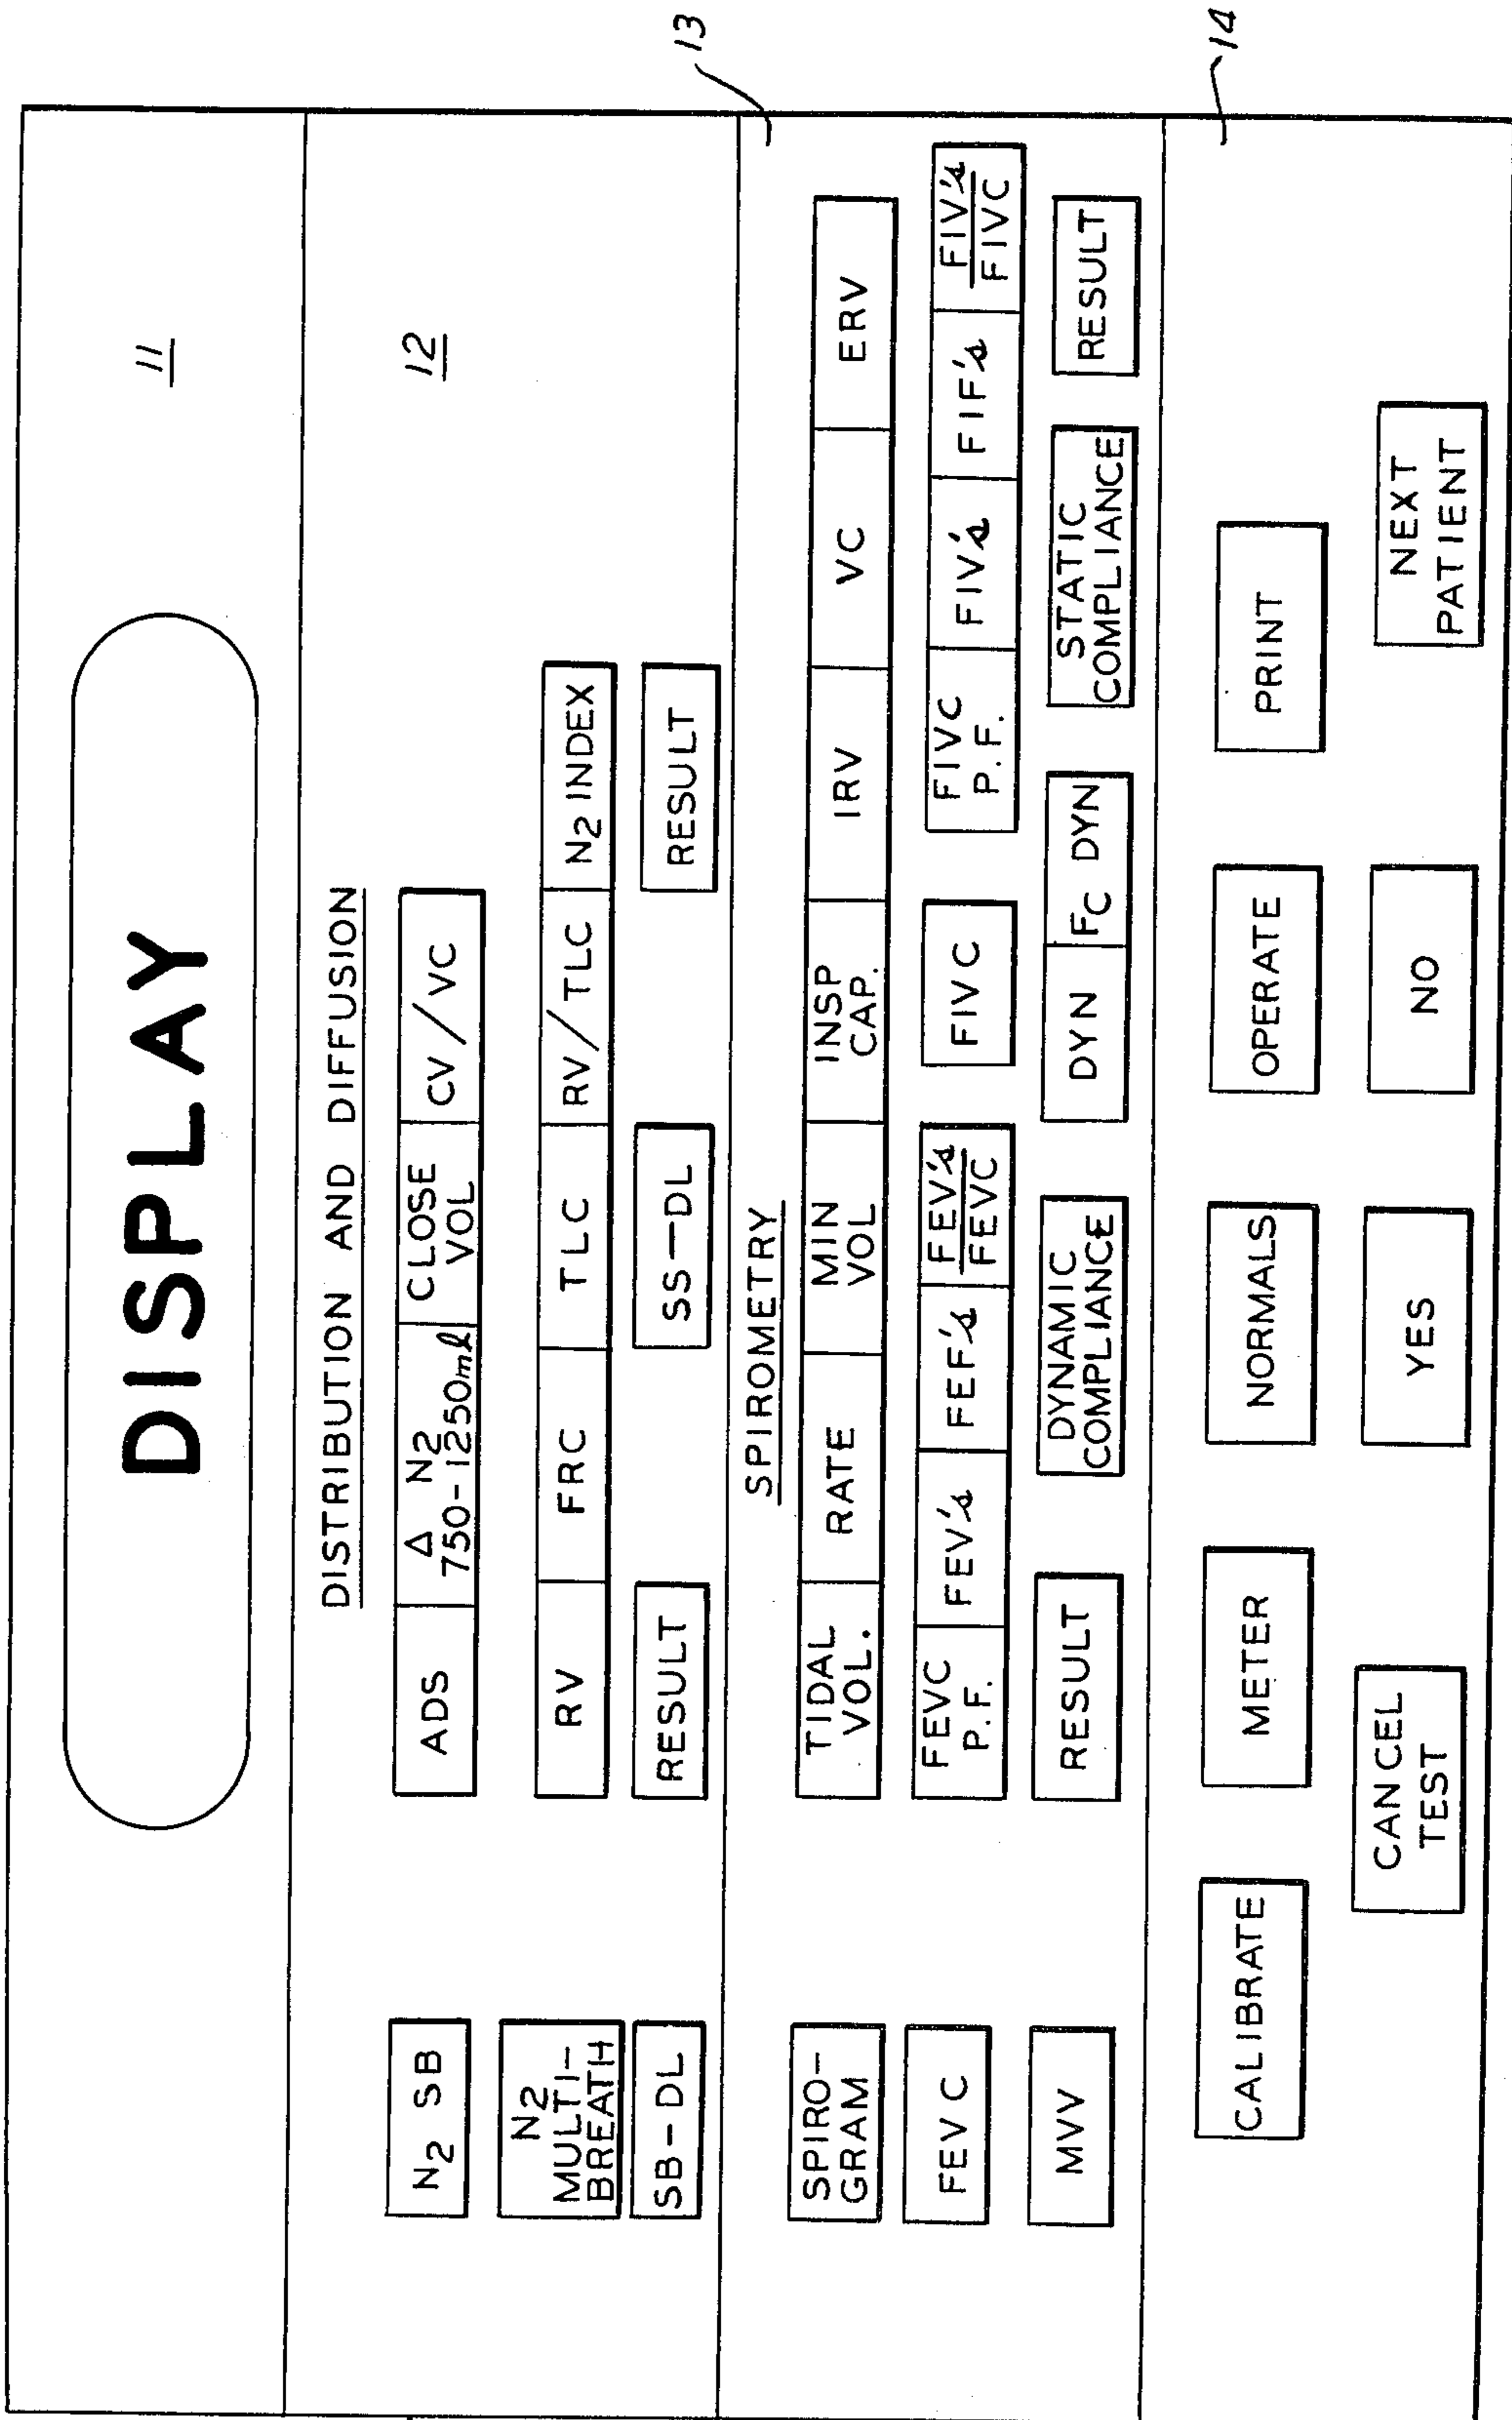 DISPLAY
11
DISTRIBUTION AND DIFFUSION
12
N2 SB
ADS
Δ N2
750-1250ml
CLOSE
VOL
CV/VC
N2
MULTI-
BREATH
RV
FRC
TLC
RV/TLC
N2 INDEX
SB-DL
RESULT
SS-DL
RESULT
13
SPIROMETRY
SPIRO-
GRAM
TIDAL
VOL.
RATE
MIN
VOL
INSP
CAP.
IRV
VC
ERV
FEVC
FEVC
P.F.
FEV's
FEF's
FEV's
FEVC
FIVC
FIVC
P.F.
FIV's
FIF's
FIV's
FIVC
MVV
RESULT
DYNAMIC
COMPLIANCE
DYN
FC DYN
STATIC
COMPLIANCE
RESULT
14
CALIBRATE
METER
NORMALS
OPERATE
PRINT
CANCEL
TEST
YES
NO
NEXT
PATIENT